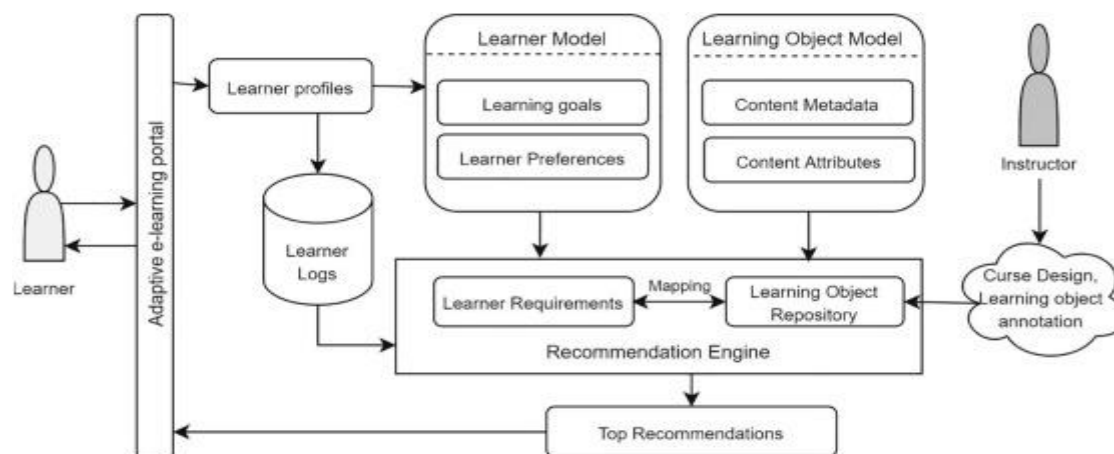 Learner Model
Learning Object Model
Learner profiles
Learning goals
Content Metadata
Learner Preferences
Content Attributes
Instructor
Adaptive e-learning portal
Learner
Learner
Logs
Curse Design,
Learning object
annotation
Learner Requirements
Mapping
Learning Object
Repository
Recommendation Engine
Top Recommendations